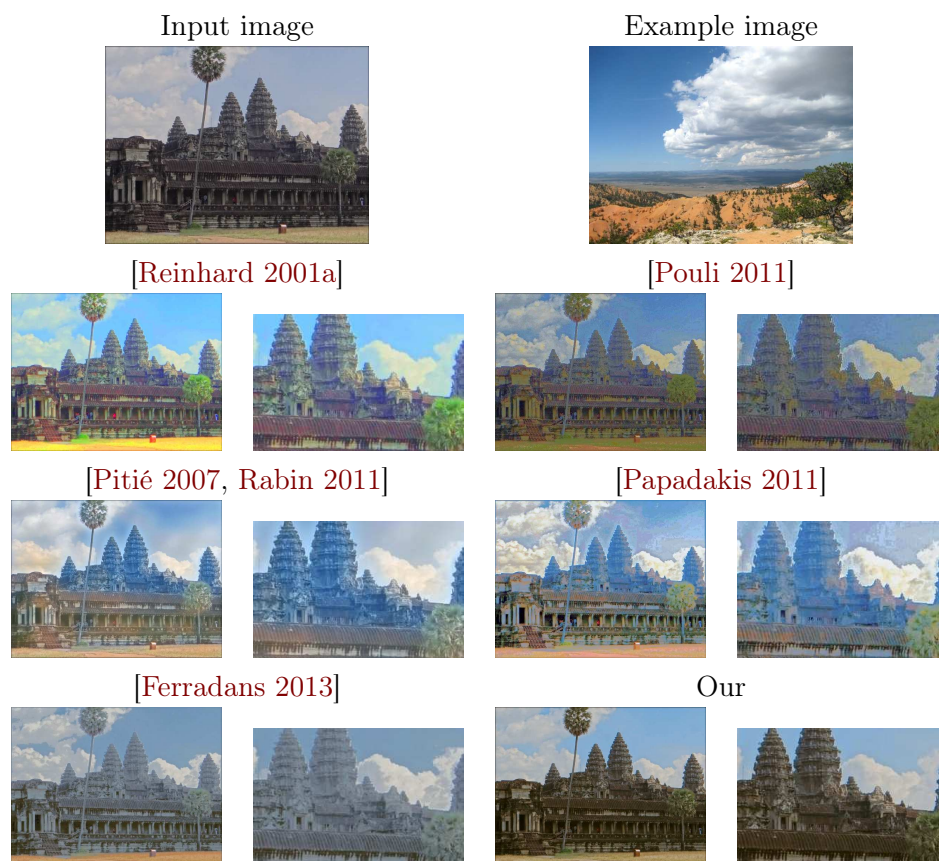 Input image
Example image
[Reinhard 2001a]
[Pouli 2011]
[Pitié 2007, Rabin 2011]
[Papadakis 2011]
[Ferradans 2013]
Our